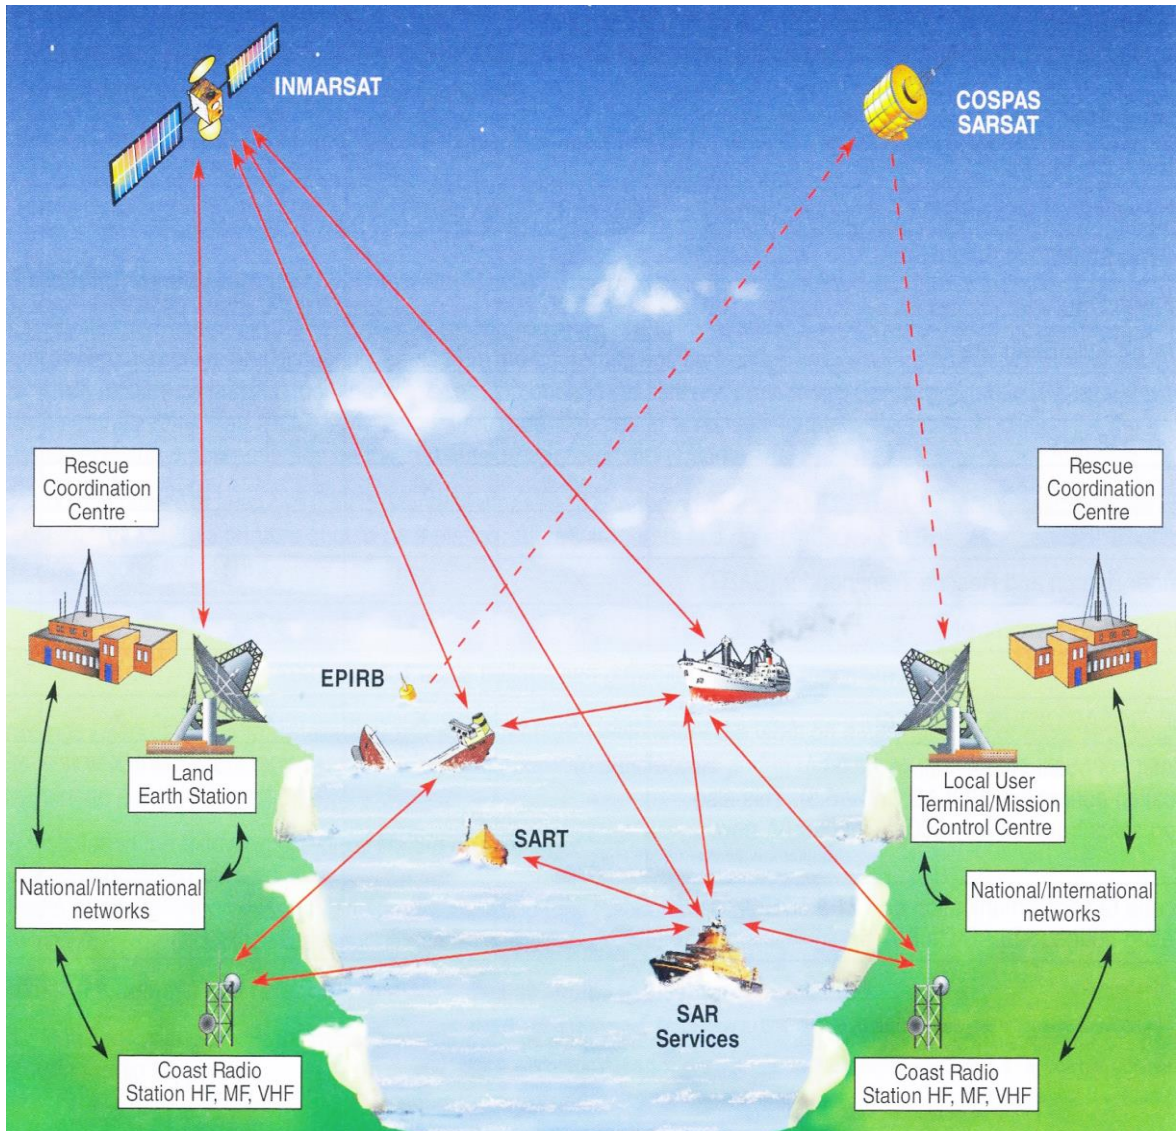 INMARSAT
COSPAS
SARSAT
Rescue
Coordination
Centre
Rescue
Coordination
Centre
EPIRB
Land
Earth Station
Local User
Terminal/Mission
Control Centre
SART
National/International
networks
National/International
networks
SAR
Services
Coast Radio
Station HF, MF, VHF
Coast Radio
Station HF, MF, VHF